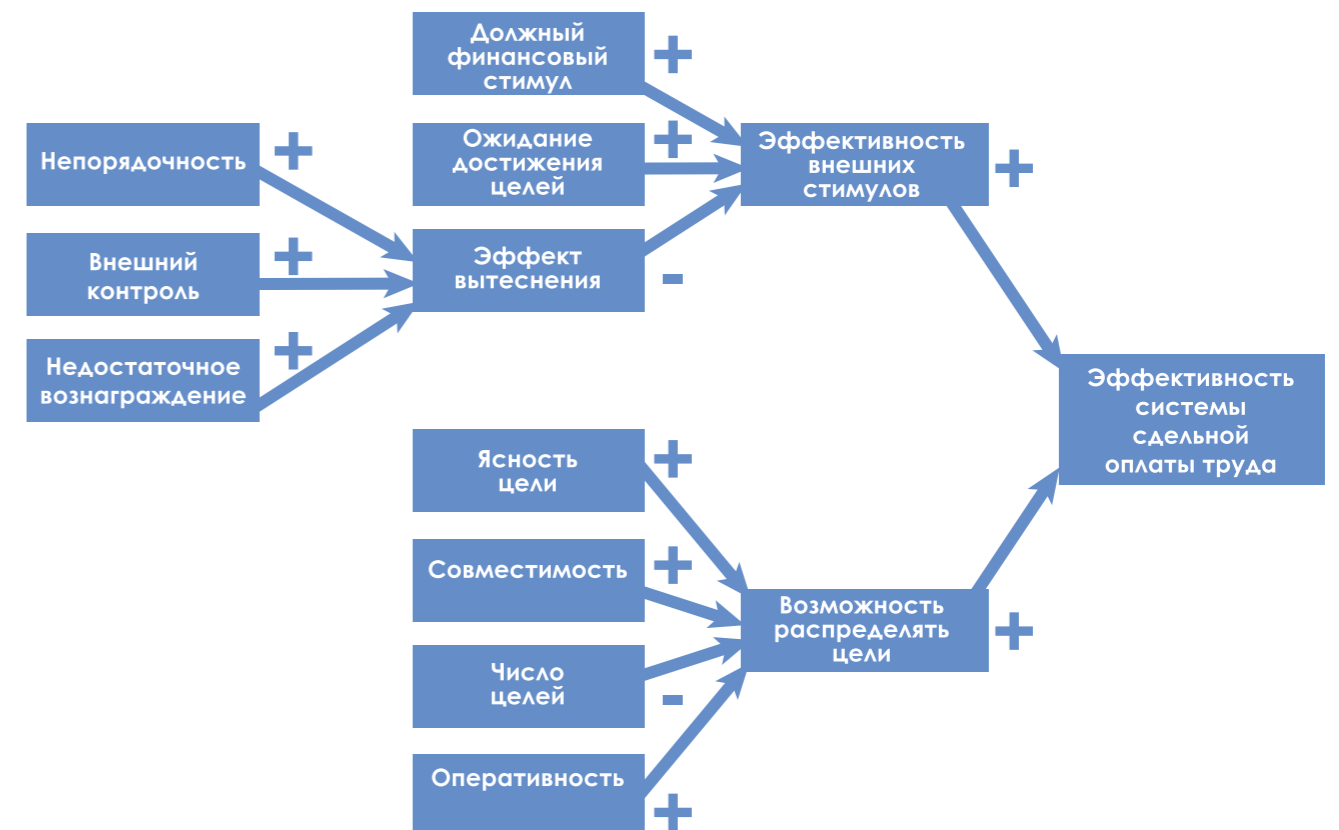 Должный
финансовый
стимул
+
Ожидание
достижения
целей
+
Эффективность
внешних
стимулов
+
Непорядочность
+
Внешний
контроль
+
Недостаточное
вознаграждение
+
Эффект
вытеснения
-
Эффективность
системы
сдельной
оплаты труда
Ясность
цели
+
Совместимость
+
Число
целей
-
Оперативность
+
Возможность
распределять
цели
+